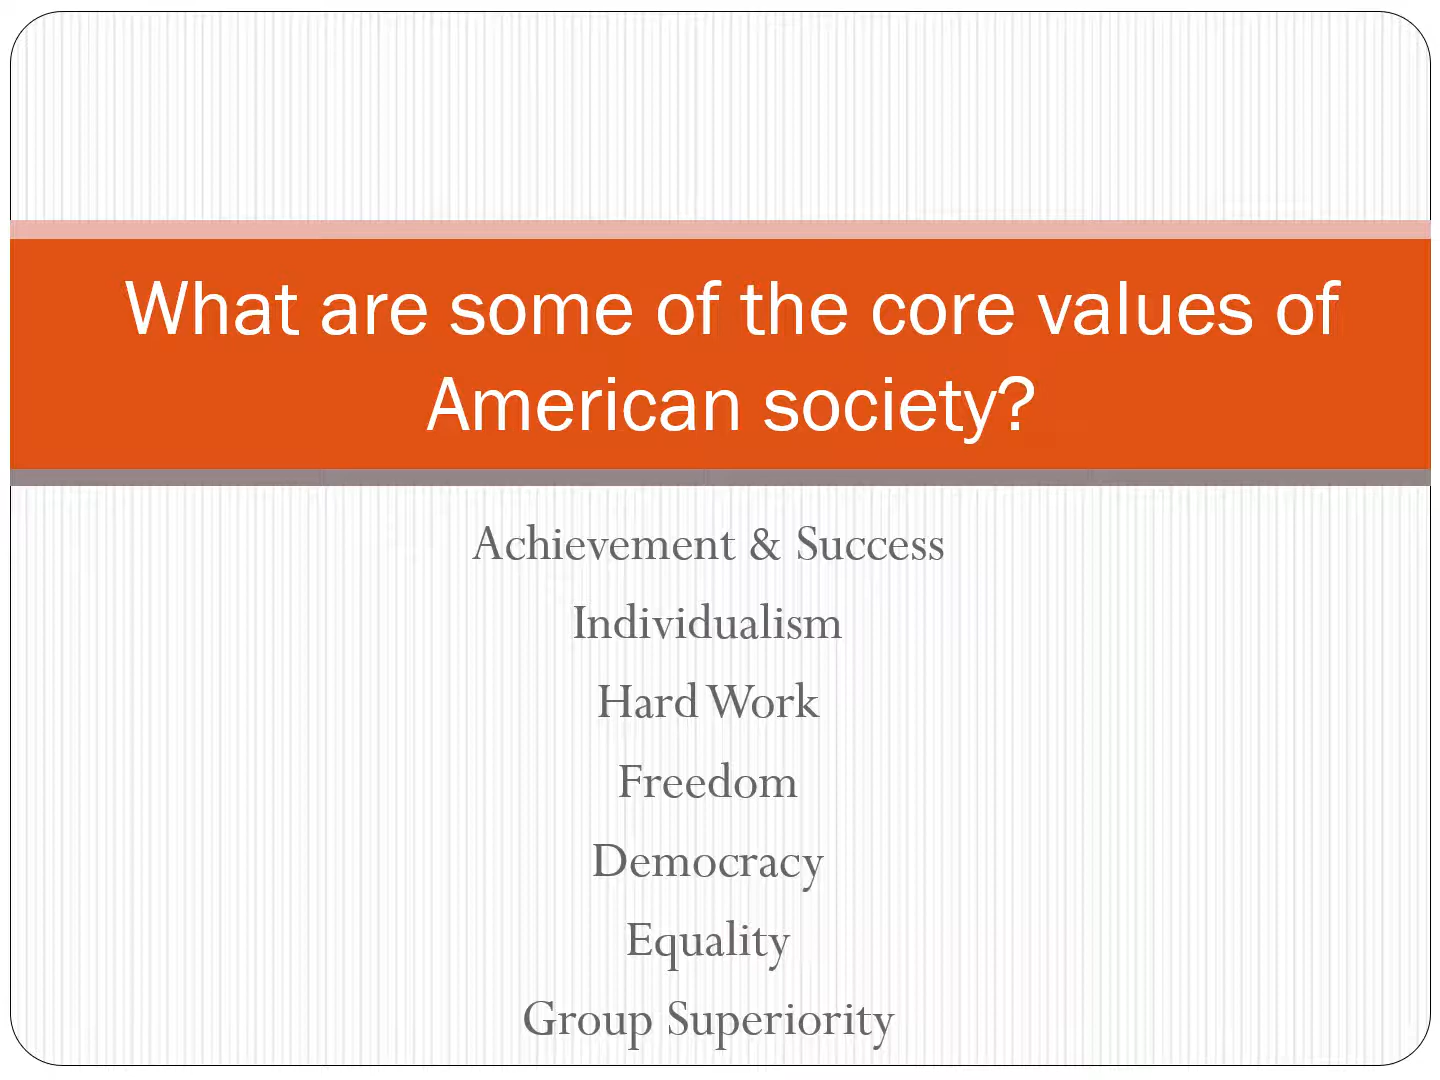 What are some of the core values of
American society?
Achievement & Success
Individualism
Hard Work
Freedom
Democracy
Equality
Group Superiority